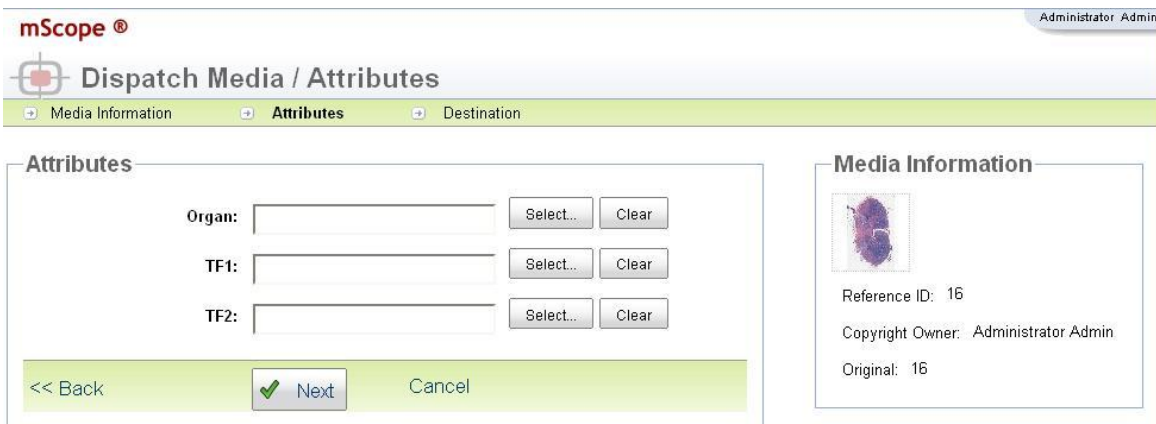 mScope ®
Administrator Admin
Dispatch Media / Attributes
Media Information Attributes Destination
Attributes
Organ: Select... Clear
TF1: Select... Clear
TF2: Select... Clear
<< Back Next Cancel
Media Information
Reference ID: 16
Copyright Owner: Administrator Admin
Original: 16